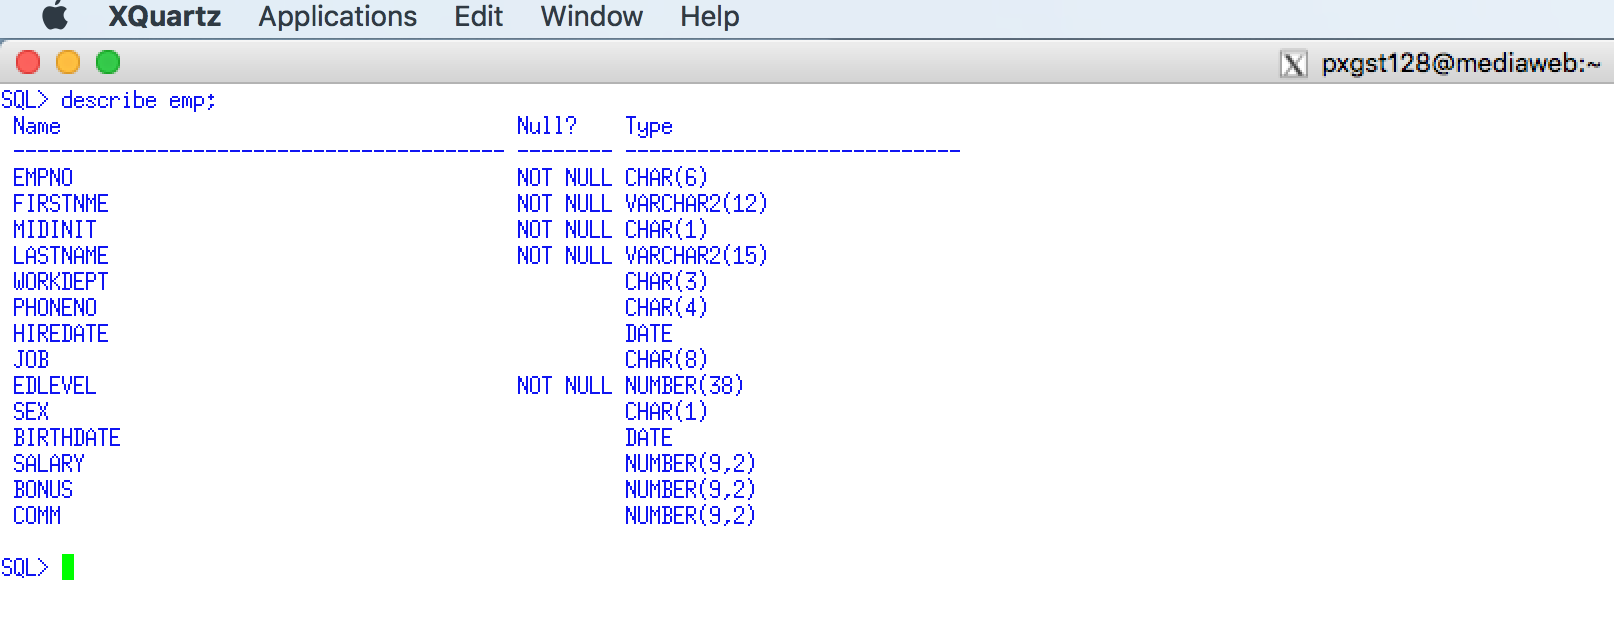 XQuartz Applications Edit Window Help
X pxgst128@mediaweb:~
SQL> describe emp;
Name Null? Type
----------------------------------------- -------- ----------------------------
EMPNO NOT NULL CHAR(6)
FIRSTNME NOT NULL VARCHAR2(12)
MIDINIT NOT NULL CHAR(1)
LASTNAME NOT NULL VARCHAR2(15)
WORKDEPT CHAR(3)
PHONENO CHAR(4)
HIREDATE DATE
JOB CHAR(8)
EDLEVEL NOT NULL NUMBER(38)
SEX CHAR(1)
BIRTHDATE DATE
SALARY NUMBER(9,2)
BONUS NUMBER(9,2)
COMM NUMBER(9,2)
SQL>